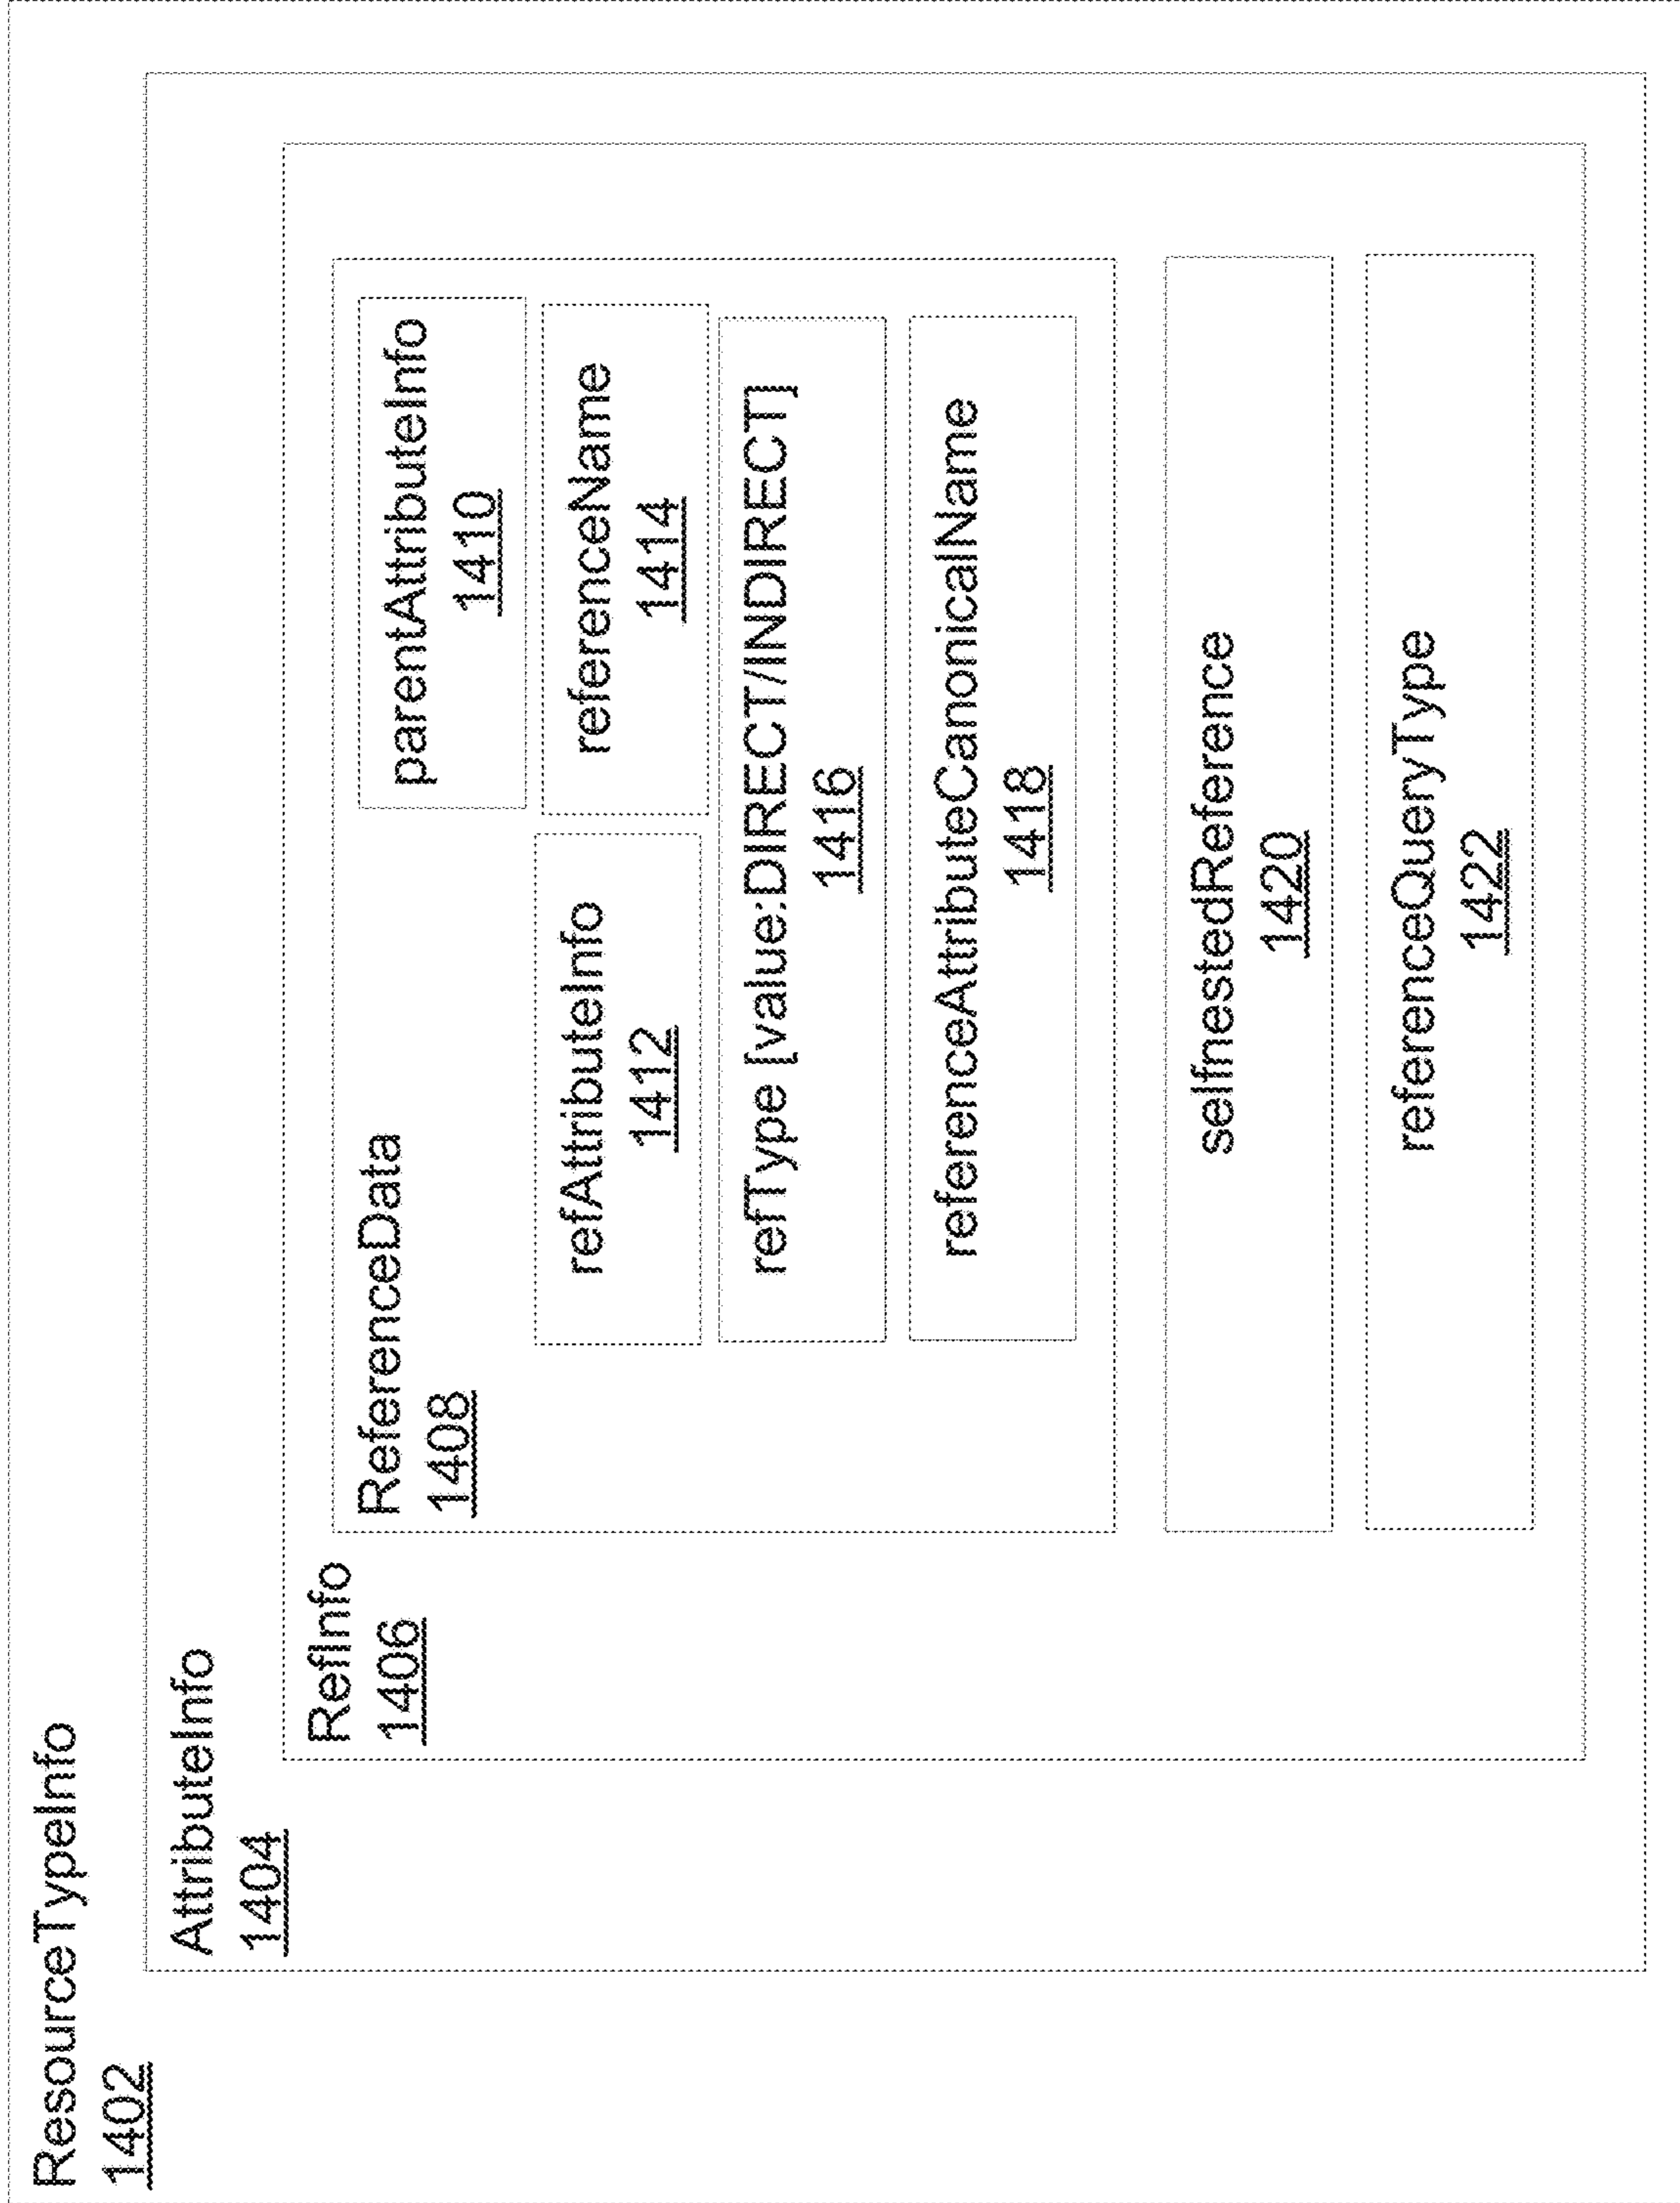 ResourceTypeInfo
1402
AttributeInfo
1404
RefInfo
1406
ReferenceData
1408
parentAttributeInfo
1410
refAttributeInfo
1412
referenceName
1414
refType [value:DIRECT/INDIRECT]
1416
referenceAttributeCanonicalName
1418
selfnestedReference
1420
referenceQueryType
1422